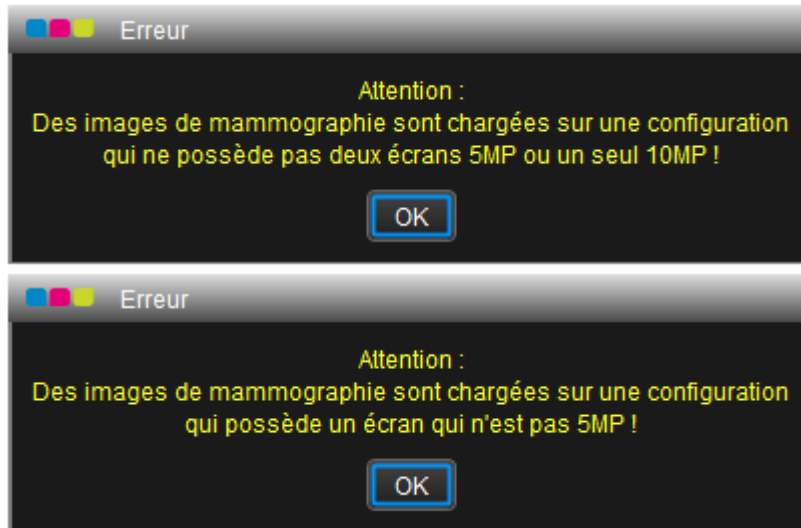 Erreur
Attention :
Des images de mammographie sont chargées sur une configuration
qui ne possède pas deux écrans 5MP ou un seul 10MP !
OK
Erreur
Attention :
Des images de mammographie sont chargées sur une configuration
qui possède un écran qui n'est pas 5MP !
OK